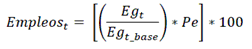 Empleos_t = [(Eg_t / Eg_t_base) * Pe] * 100